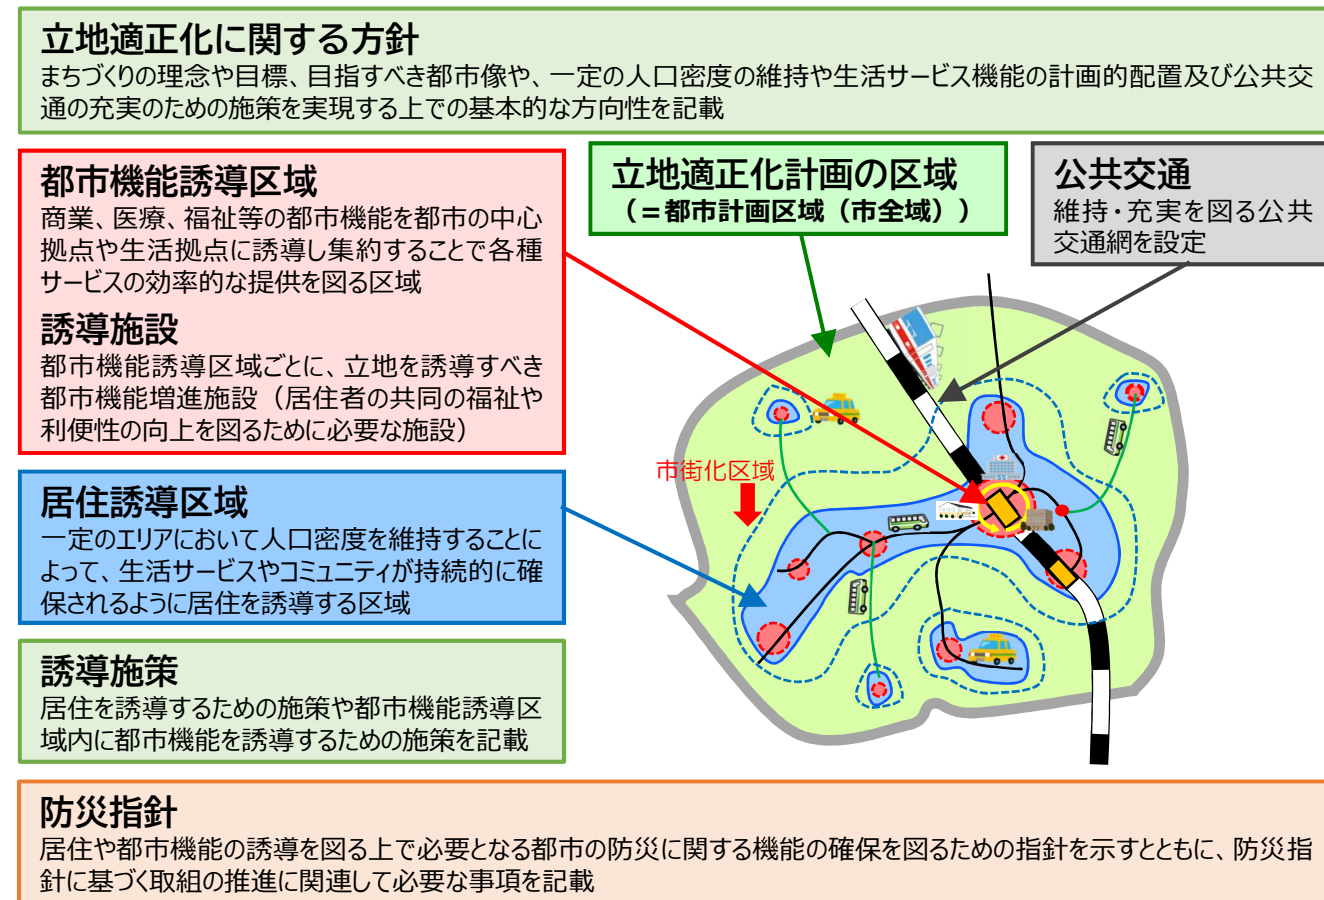 立地適正化に関する方針
まちづくりの理念や目標、目指すべき都市像や、一定の人口密度の維持や生活サービス機能の計画的配置及び公共交
通の充実のための施策を実現する上での基本的な方向性を記載
都市機能誘導区域
商業、医療、福祉等の都市機能を都市の中心
拠点や生活拠点に誘導し集約することで各種
サービスの効率的な提供を図る区域
誘導施設
都市機能誘導区域ごとに、立地を誘導すべき
都市機能増進施設（居住者の共同の福祉や
利便性の向上を図るために必要な施設）
立地適正化計画の区域
（＝都市計画区域（市全域））
公共交通
維持・充実を図る公共
交通網を設定
市街化区域
居住誘導区域
一定のエリアにおいて人口密度を維持することに
よって、生活サービスやコミュニティが持続的に確
保されるように居住を誘導する区域
誘導施策
居住を誘導するための施策や都市機能誘導区
域内に都市機能を誘導するための施策を記載
防災指針
居住や都市機能の誘導を図る上で必要となる都市の防災に関する機能の確保を図るための指針を示すとともに、防災指
針に基づく取組の推進に関連して必要な事項を記載